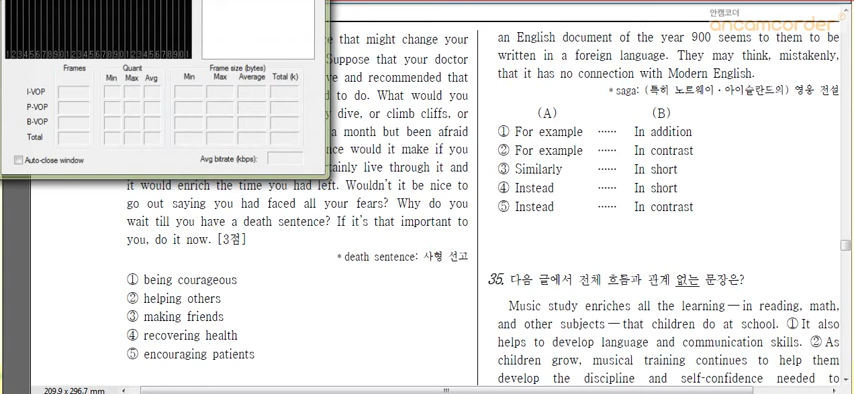 안캠코더
ancamcorder
12345678901234567890123456789 01
Frames
Quant
Frame size (bytes)
Min Max Avg
Min Max Average Total (k)
I-VOP
P-VOP
B-VOP
Total
Auto-close window
Avg bitrate (kbps):
that might change your
Suppose that your doctor
and recommended that
to do. What would you
dive, or climb cliffs, or
a month but been afraid
would it make if you
live through it and
it would enrich the time you had left. Wouldn't it be nice to
go out saying you had faced all your fears? Why do you
wait till you have a death sentence? If it's that important to
you, do it now. [3점]
* death sentence: 사형 선고
① being courageous
② helping others
③ making friends
④ recovering health
⑤ encouraging patients
an English document of the year 900 seems to them to be
written in a foreign language. They may think, mistakenly,
that it has no connection with Modern English.
* saga: (특히 노르웨이·아이슬란드의) 영웅 전설
(A) (B)
① For example ······ In addition
② For example ······ In contrast
③ Similarly ······ In short
④ Instead ······ In short
⑤ Instead ······ In contrast
35. 다음 글에서 전체 흐름과 관계 없는 문장은?
Music study enriches all the learning — in reading, math,
and other subjects — that children do at school. ① It also
helps to develop language and communication skills. ② As
children grow, musical training continues to help them
develop the discipline and self-confidence needed to
209.9 x 296.7 mm